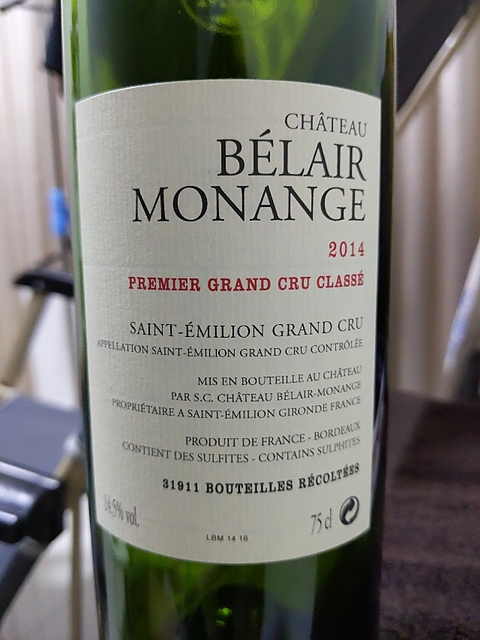 CHÂTEAU
BÉLAIR
MONANGE
2014
PREMIER GRAND CRU CLASSÉ
SAINT-ÉMILION GRAND CRU
APPELLATION SAINT-ÉMILION GRAND CRU CONTRÔLÉE
MIS EN BOUTEILLE AU CHÂTEAU
PAR S.C. CHÂTEAU BÉLAIR-MONANGE
PROPRIÉTAIRE A SAINT-ÉMILION GIRONDE FRANCE
PRODUIT DE FRANCE - BORDEAUX
CONTIENT DES SULFITES - CONTAINS SULPHITES
31911 BOUTEILLES RÉCOLTÉES
14,5% vol. 75 cl
LBM 14 16